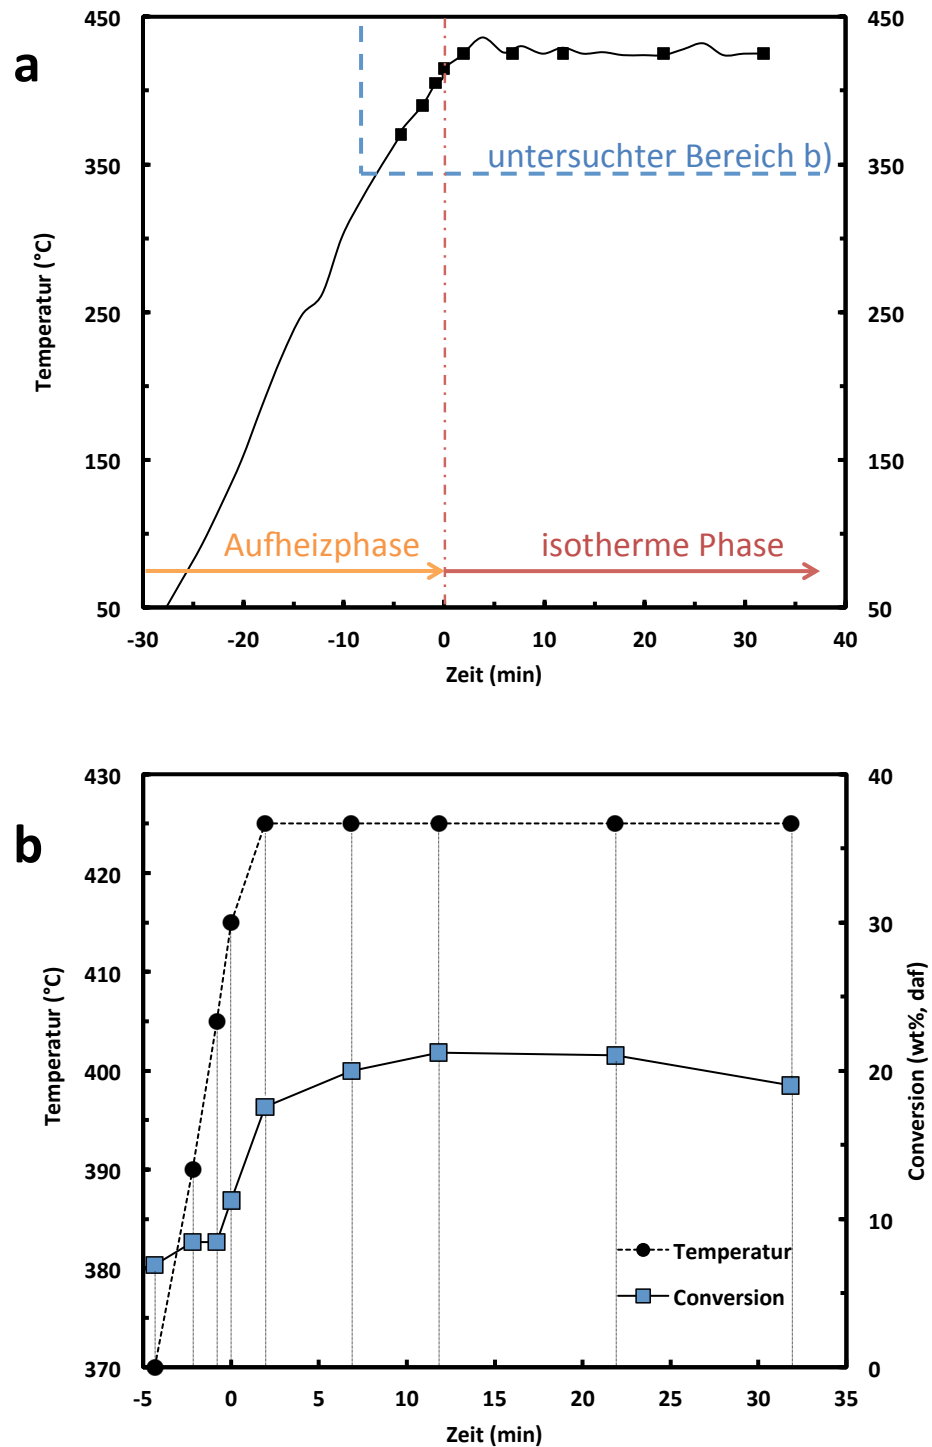 a
450
350
250
150
50
Temperatur (°C)
450
350
250
150
50
untersuchter Bereich b)
Aufheizphase
isotherme Phase
-30 -20 -10 0 10 20 30 40
Zeit (min)
b
430
420
410
400
390
380
370
Temperatur (°C)
40
30
20
10
0
Conversion (wt%, daf)
Temperatur
Conversion
-5 0 5 10 15 20 25 30 35
Zeit (min)